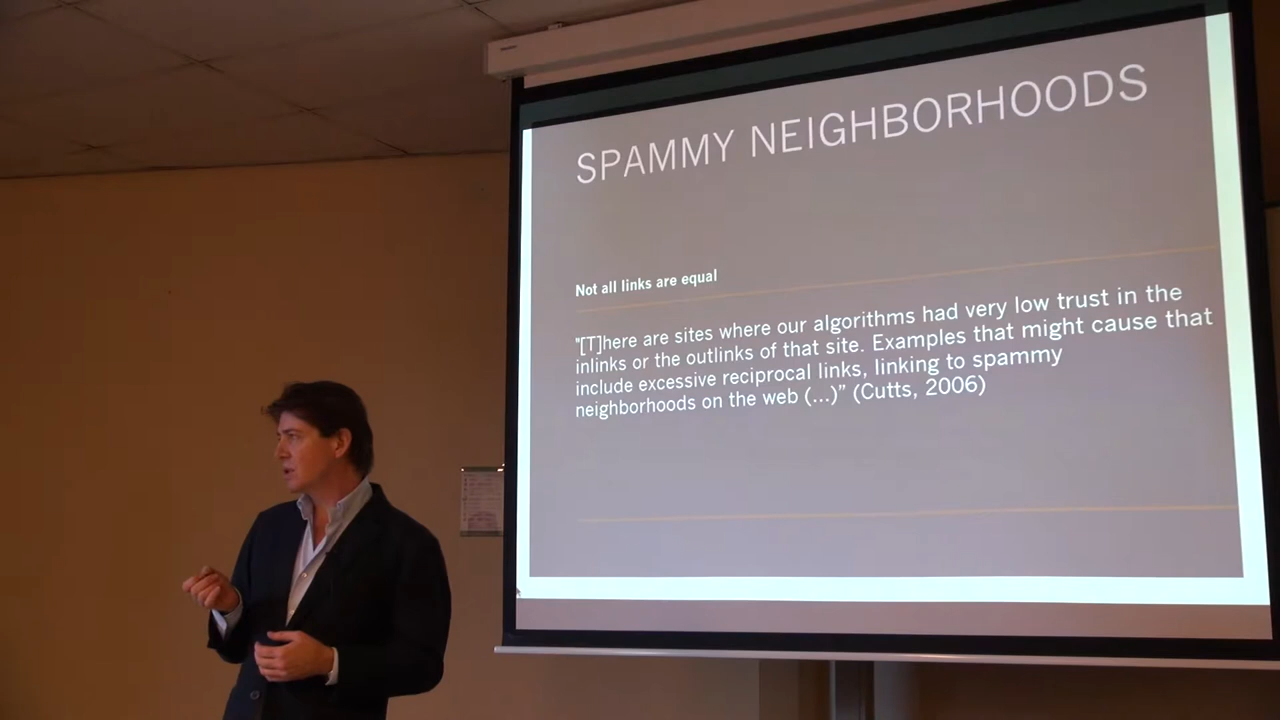 SPAMMY NEIGHBORHOODS
Not all links are equal
"[T]here are sites where our algorithms had very low trust in the
inlinks or the outlinks of that site. Examples that might cause that
include excessive reciprocal links, linking to spammy
neighborhoods on the web (...)” (Cutts, 2006)